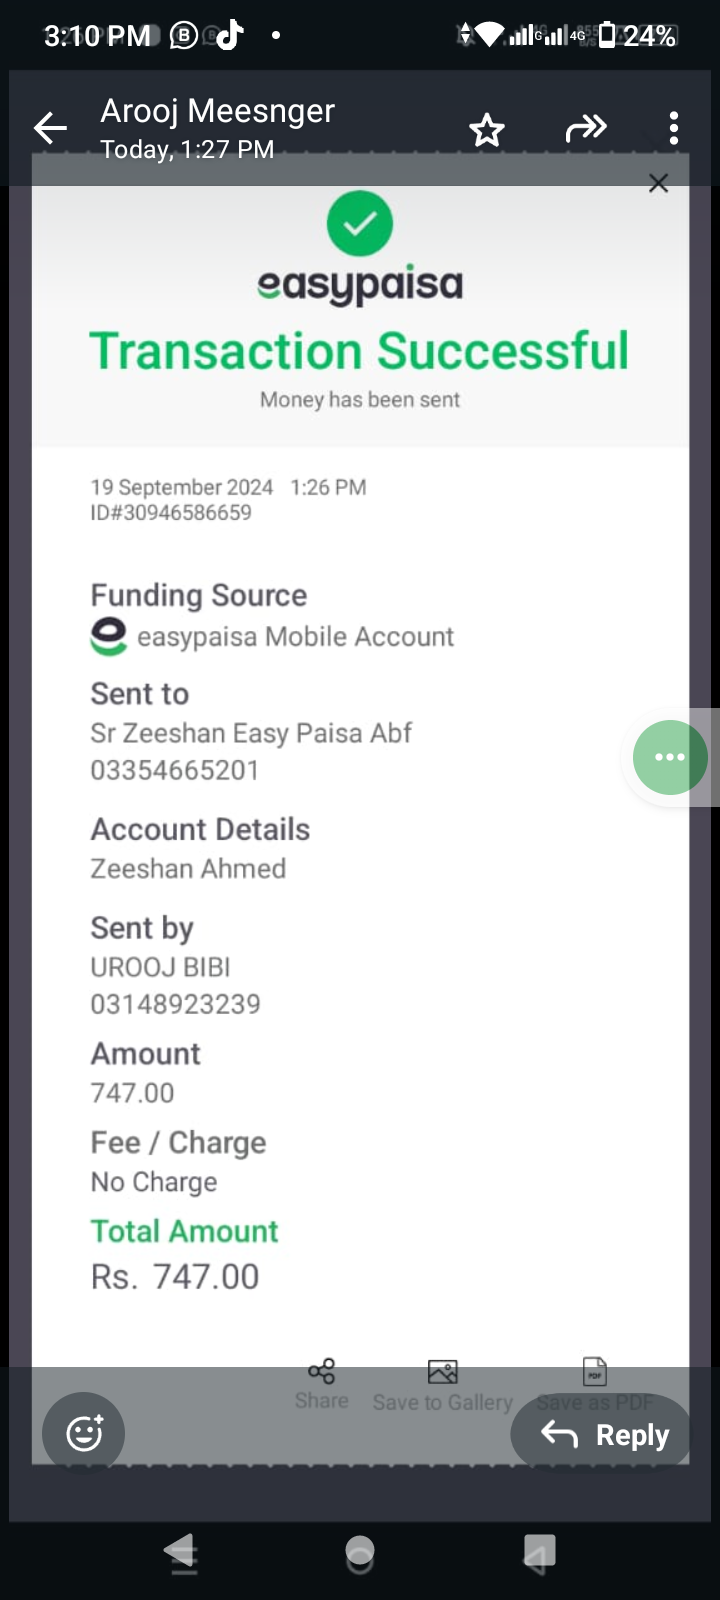 3:10 PM
4G 24%
Arooj Meesnger
Today, 1:27 PM
easypaisa
Transaction Successful
Money has been sent
19 September 2024 1:26 PM
ID#30946586659
Funding Source
easypaisa Mobile Account
Sent to
Sr Zeeshan Easy Paisa Abf
03354665201
Account Details
Zeeshan Ahmed
Sent by
UROOJ BIBI
03148923239
Amount
747.00
Fee / Charge
No Charge
Total Amount
Rs. 747.00
Share Save to Gallery Save as PDF
Reply